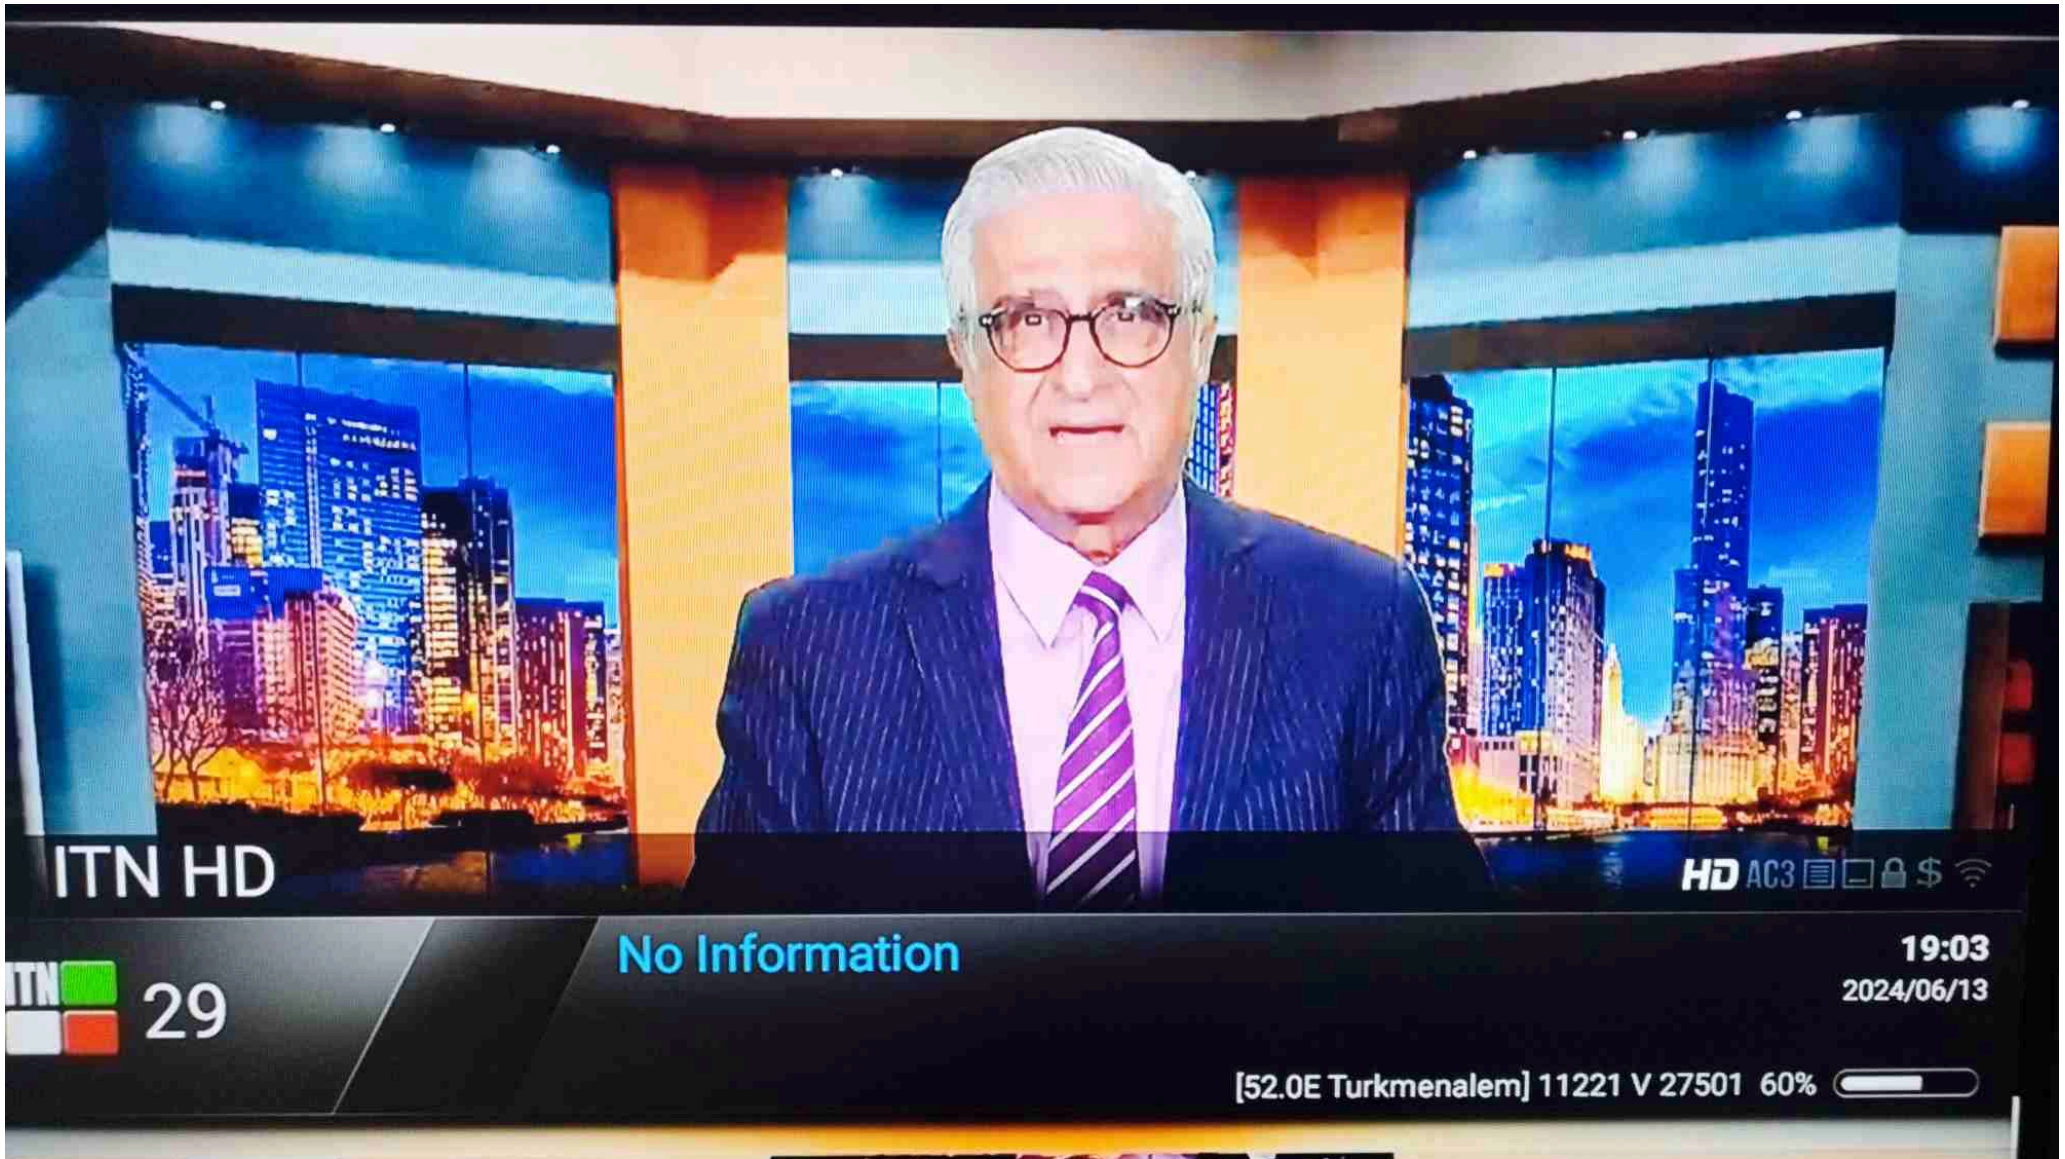 ITN HD
HD AC3 $
ITN
29
No Information
19:03
2024/06/13
[52.0E Turkmenalem] 11221 V 27501 60%